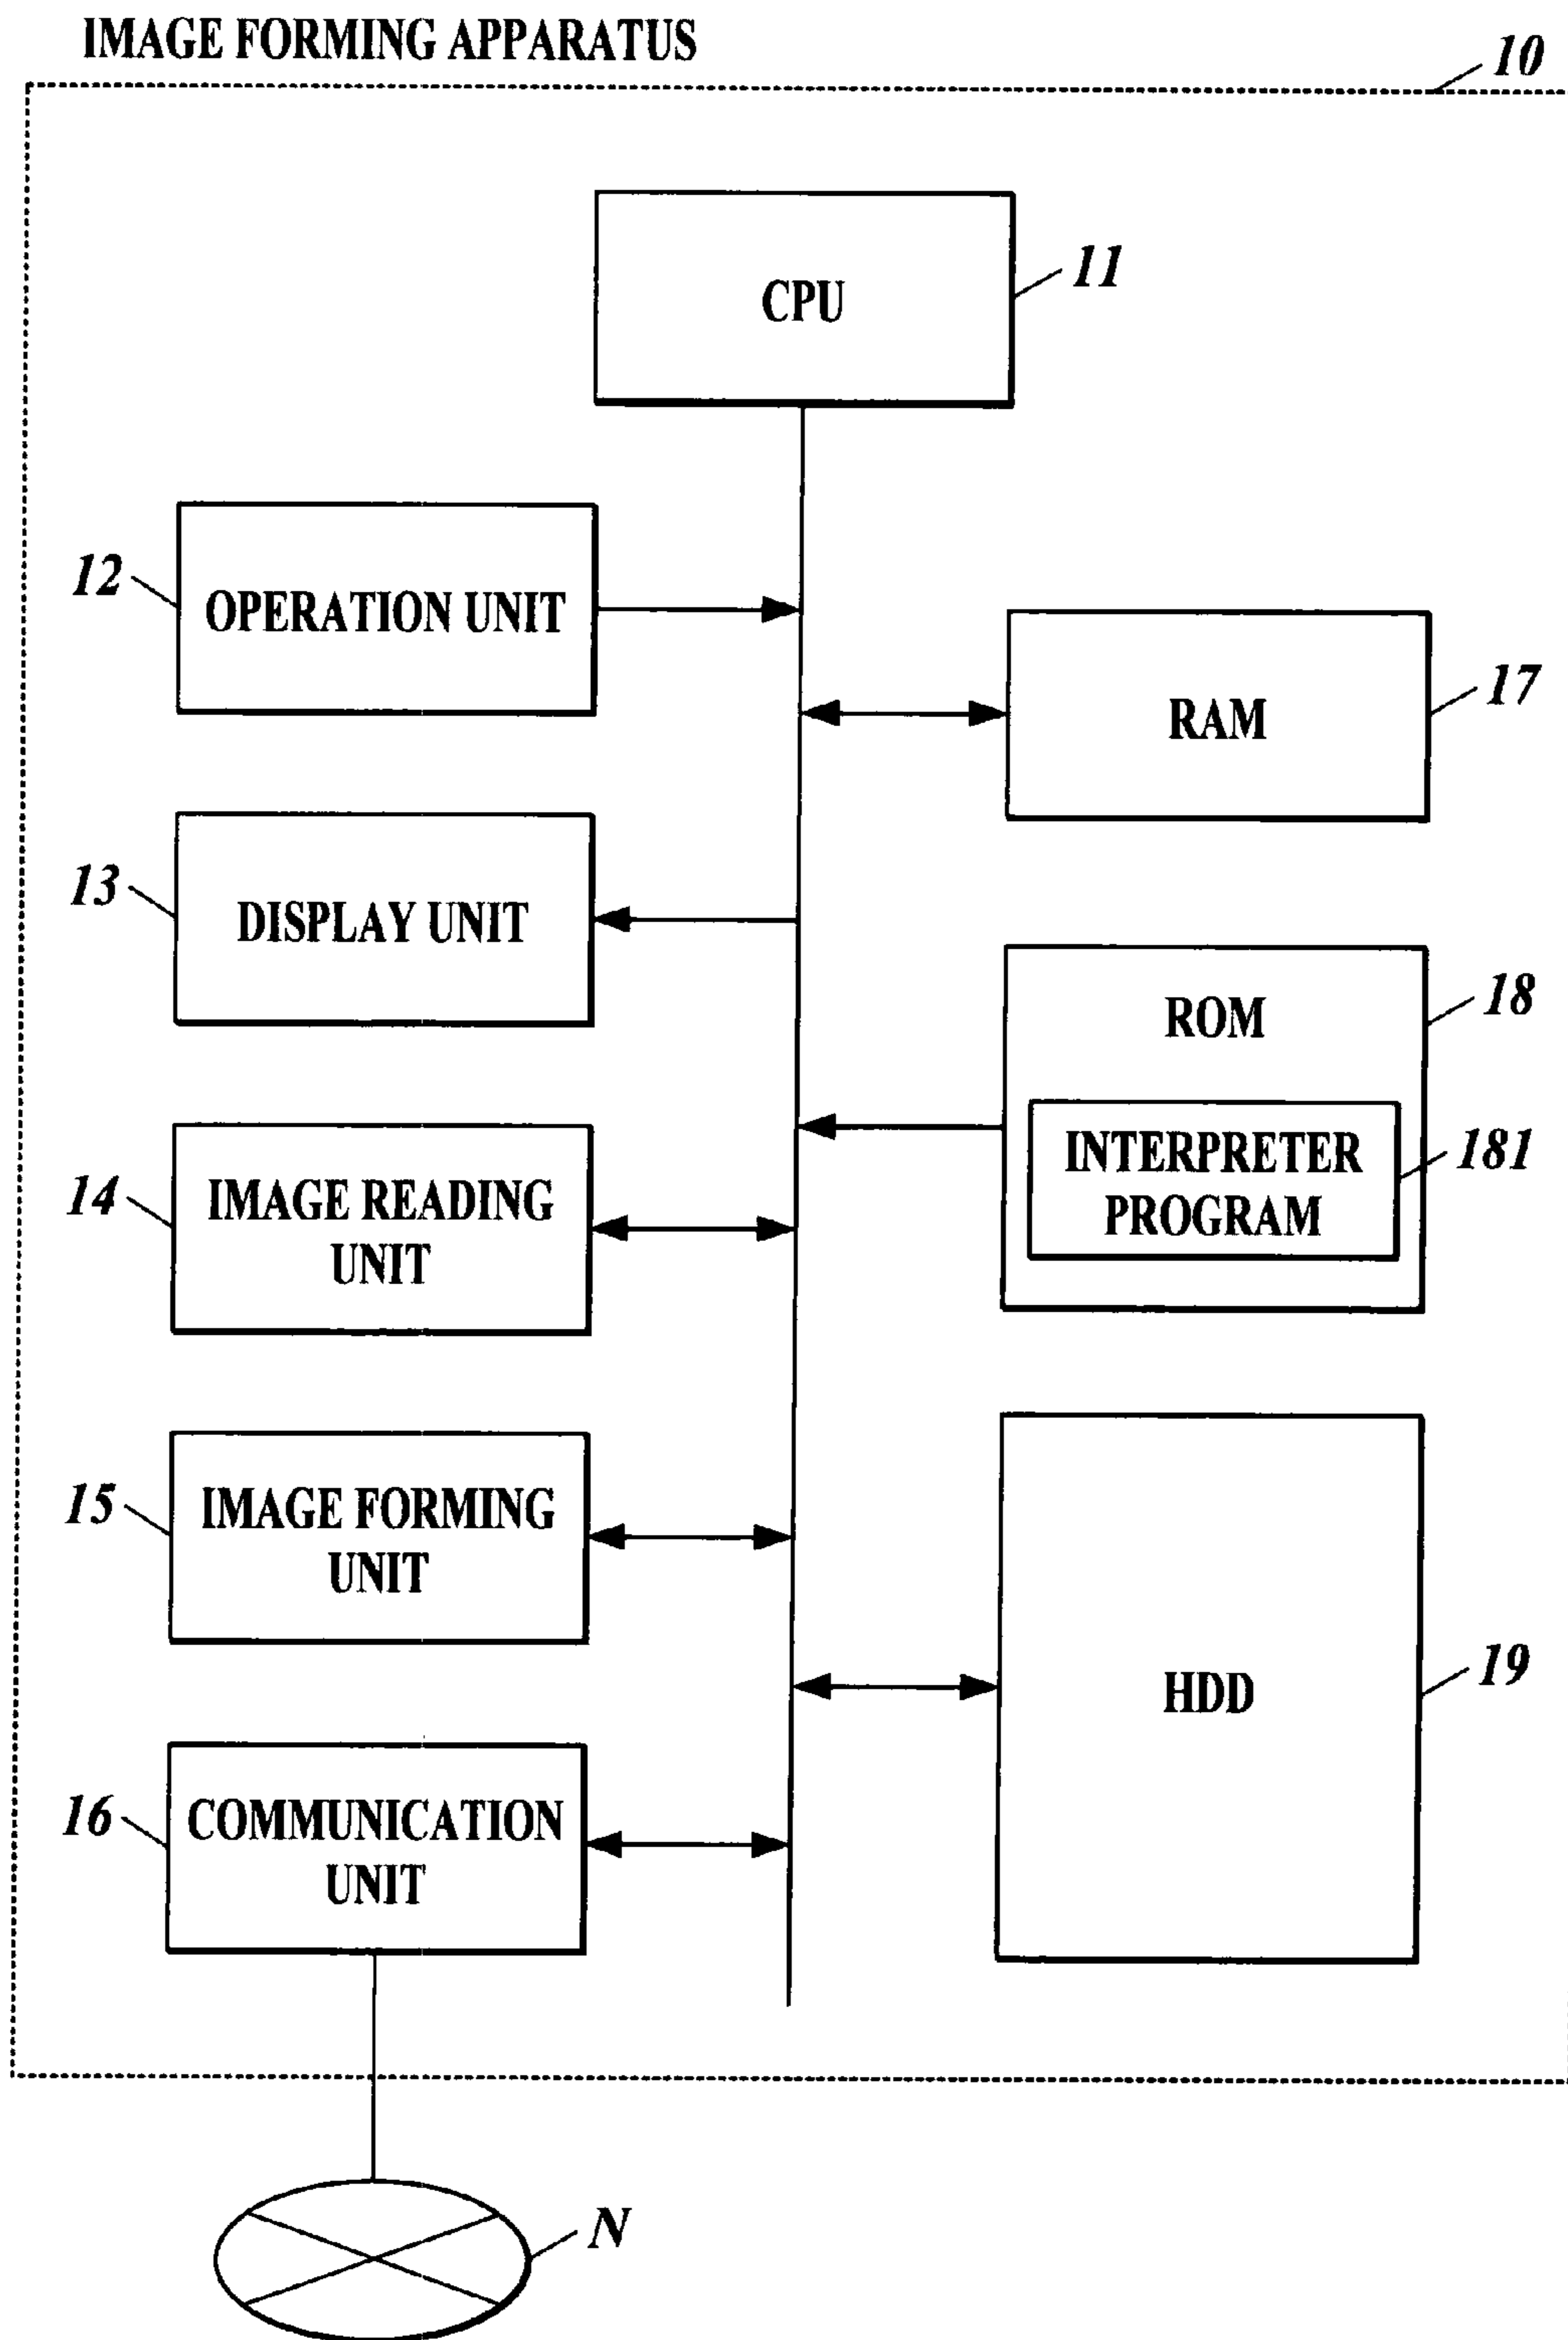 IMAGE FORMING APPARATUS
10
CPU
11
12
OPERATION UNIT
RAM
17
13
DISPLAY UNIT
ROM
18
INTERPRETER
PROGRAM
181
14
IMAGE READING
UNIT
15
IMAGE FORMING
UNIT
HDD
19
16
COMMUNICATION
UNIT
N